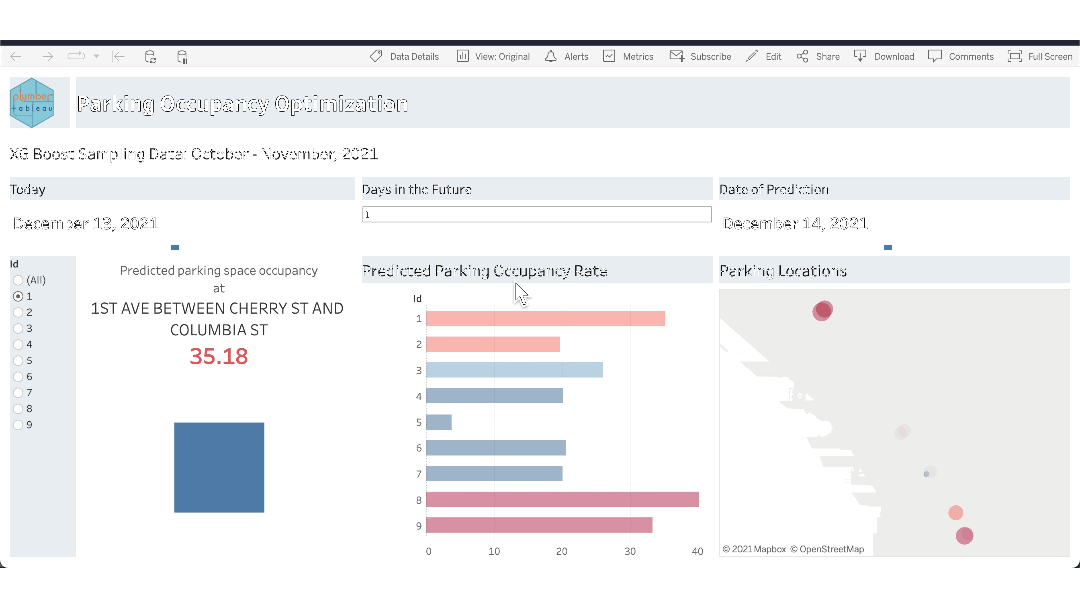 Data Details
View: Original
Alerts
Metrics
Subscribe
Edit
Share
Download
Comments
Full Screen
plumber
+ableau
Parking Occupancy Optimization
XG Boost Sampling Data: October - November, 2021
Today
Days in the Future
Date of Prediction
December 13, 2021
1
December 14, 2021
Id
(All)
1
2
3
4
5
6
7
8
9
Predicted parking space occupancy
at
1ST AVE BETWEEN CHERRY ST AND
COLUMBIA ST
35.18
Predicted Parking Occupancy Rate
Id
1
2
3
4
5
6
7
8
9
0 10 20 30 40
Parking Locations
© 2021 Mapbox © OpenStreetMap